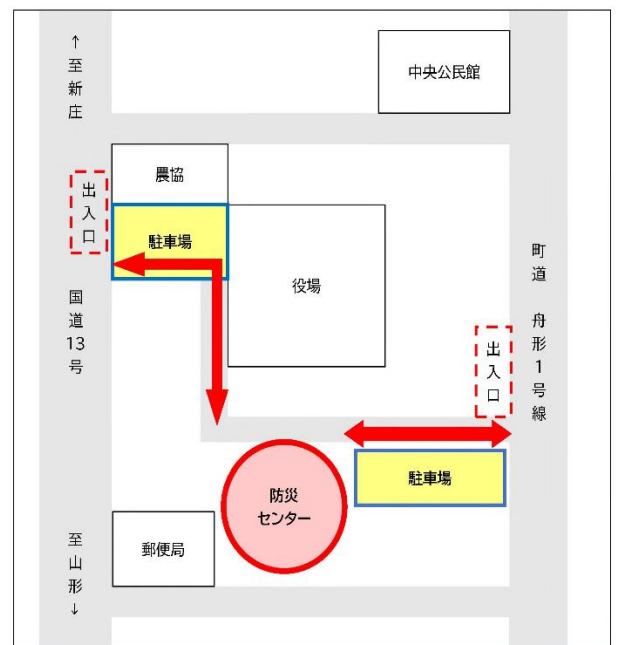 ↑至新庄
中央公民館
農協
出入口
駐車場
役場
町道 舟形1号線
国道13号
出入口
駐車場
防災
センター
郵便局
至山形↓